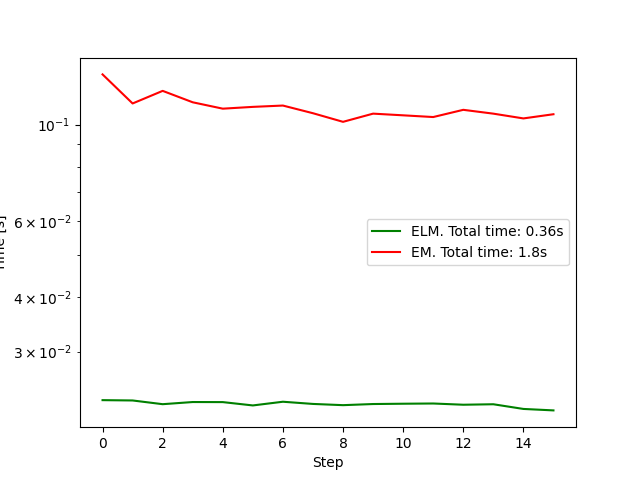 10⁻¹
6 × 10⁻²
4 × 10⁻²
3 × 10⁻²
ELM. Total time: 0.36s
EM. Total time: 1.8s
0 2 4 6 8 10 12 14
Step